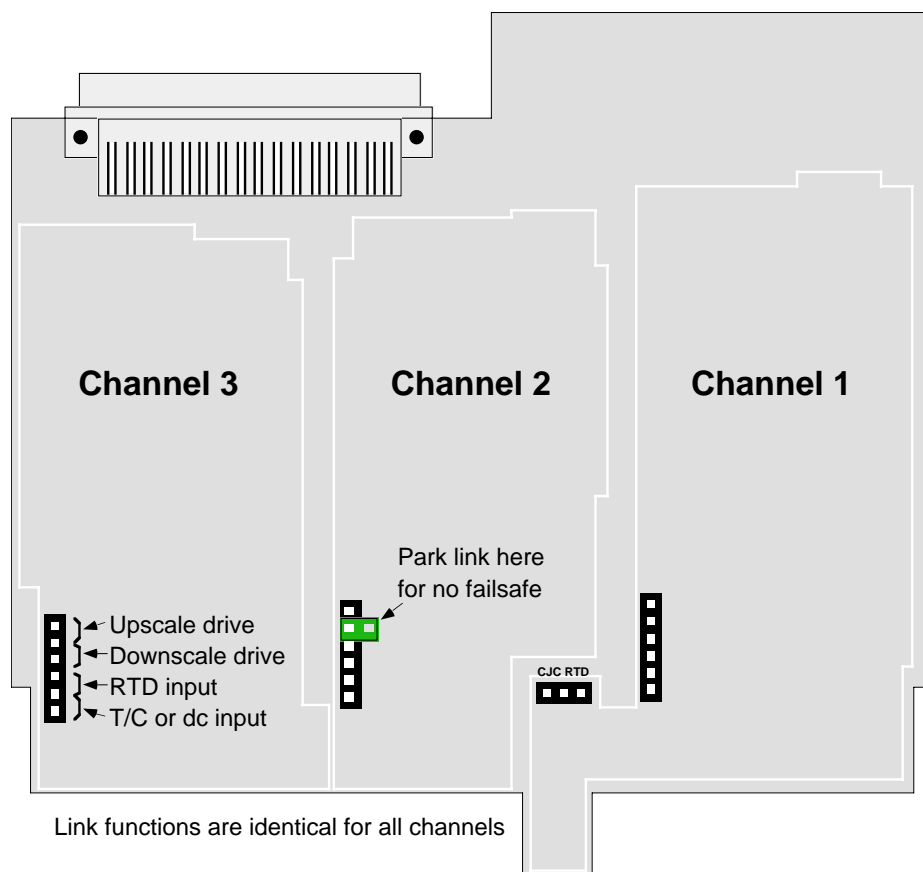 Channel 3
Channel 2
Channel 1
Park link here
for no failsafe
Upscale drive
Downscale drive
RTD input
T/C or dc input
CJC RTD
Link functions are identical for all channels